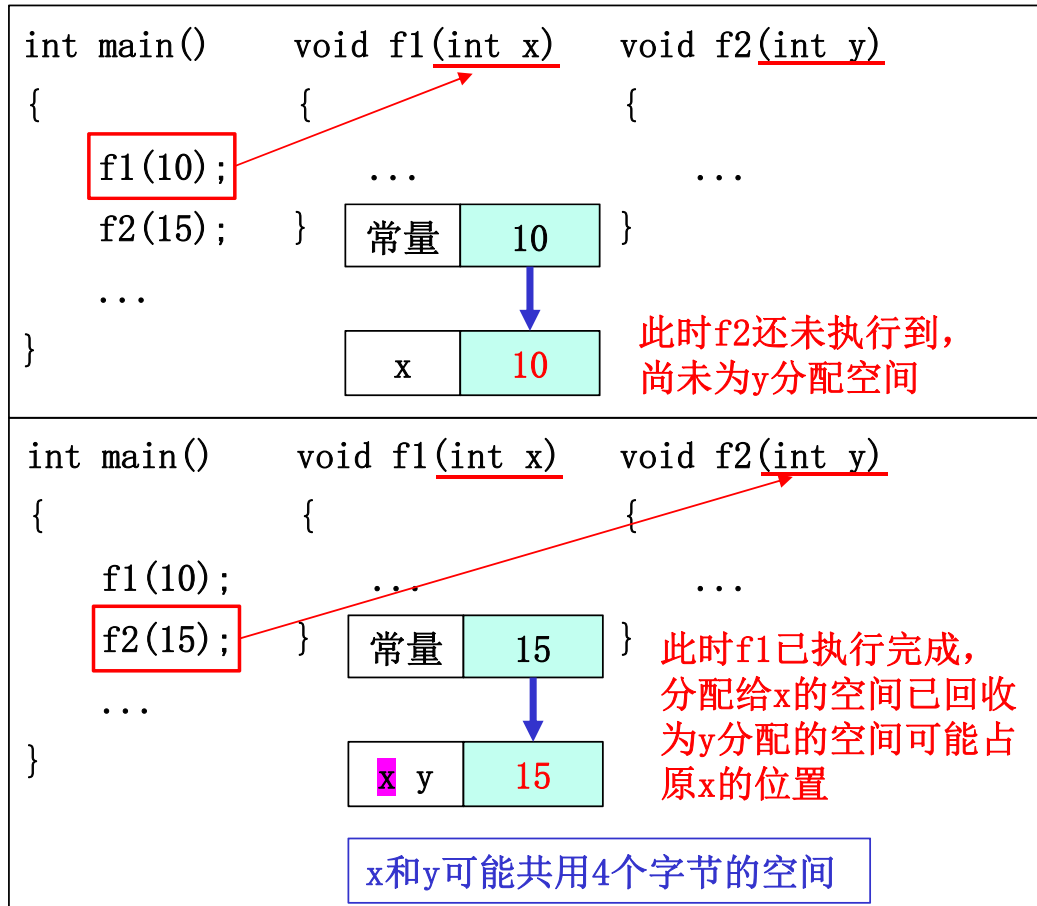 int main() void f1(int x) void f2(int y)
{ { {
f1(10); ... ...
f2(15); } }
常量 10
...
}
x 10
此时f2还未执行到，
尚未为y分配空间
int main() void f1(int x) void f2(int y)
{ { {
f1(10); ... ...
f2(15); } }
常量 15
...
}
x y 15
此时f1已执行完成，
分配给x的空间已回收
为y分配的空间可能占
原x的位置
x和y可能共用4个字节的空间